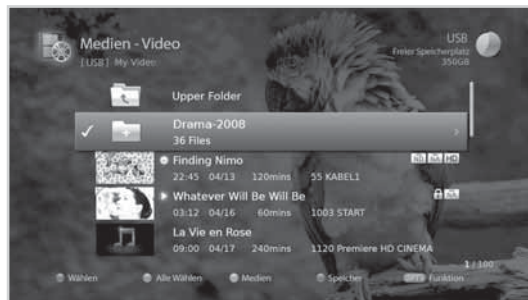 Medien - Video
[USB] My Video
USB
Freier Speicherplatz
350GB
Upper Folder
Drama-2008
36 Files
Finding Nimo
HD
22:45 04/13 120mins 55 KABEL1
Whatever Will Be Will Be
03:12 04/16 60mins 1003 START
La Vie en Rose
09:00 04/17 240mins 1120 Premiere HD CINEMA
1 / 100
Wählen Alle Wählen Medien Speicher OPT+ Funktion